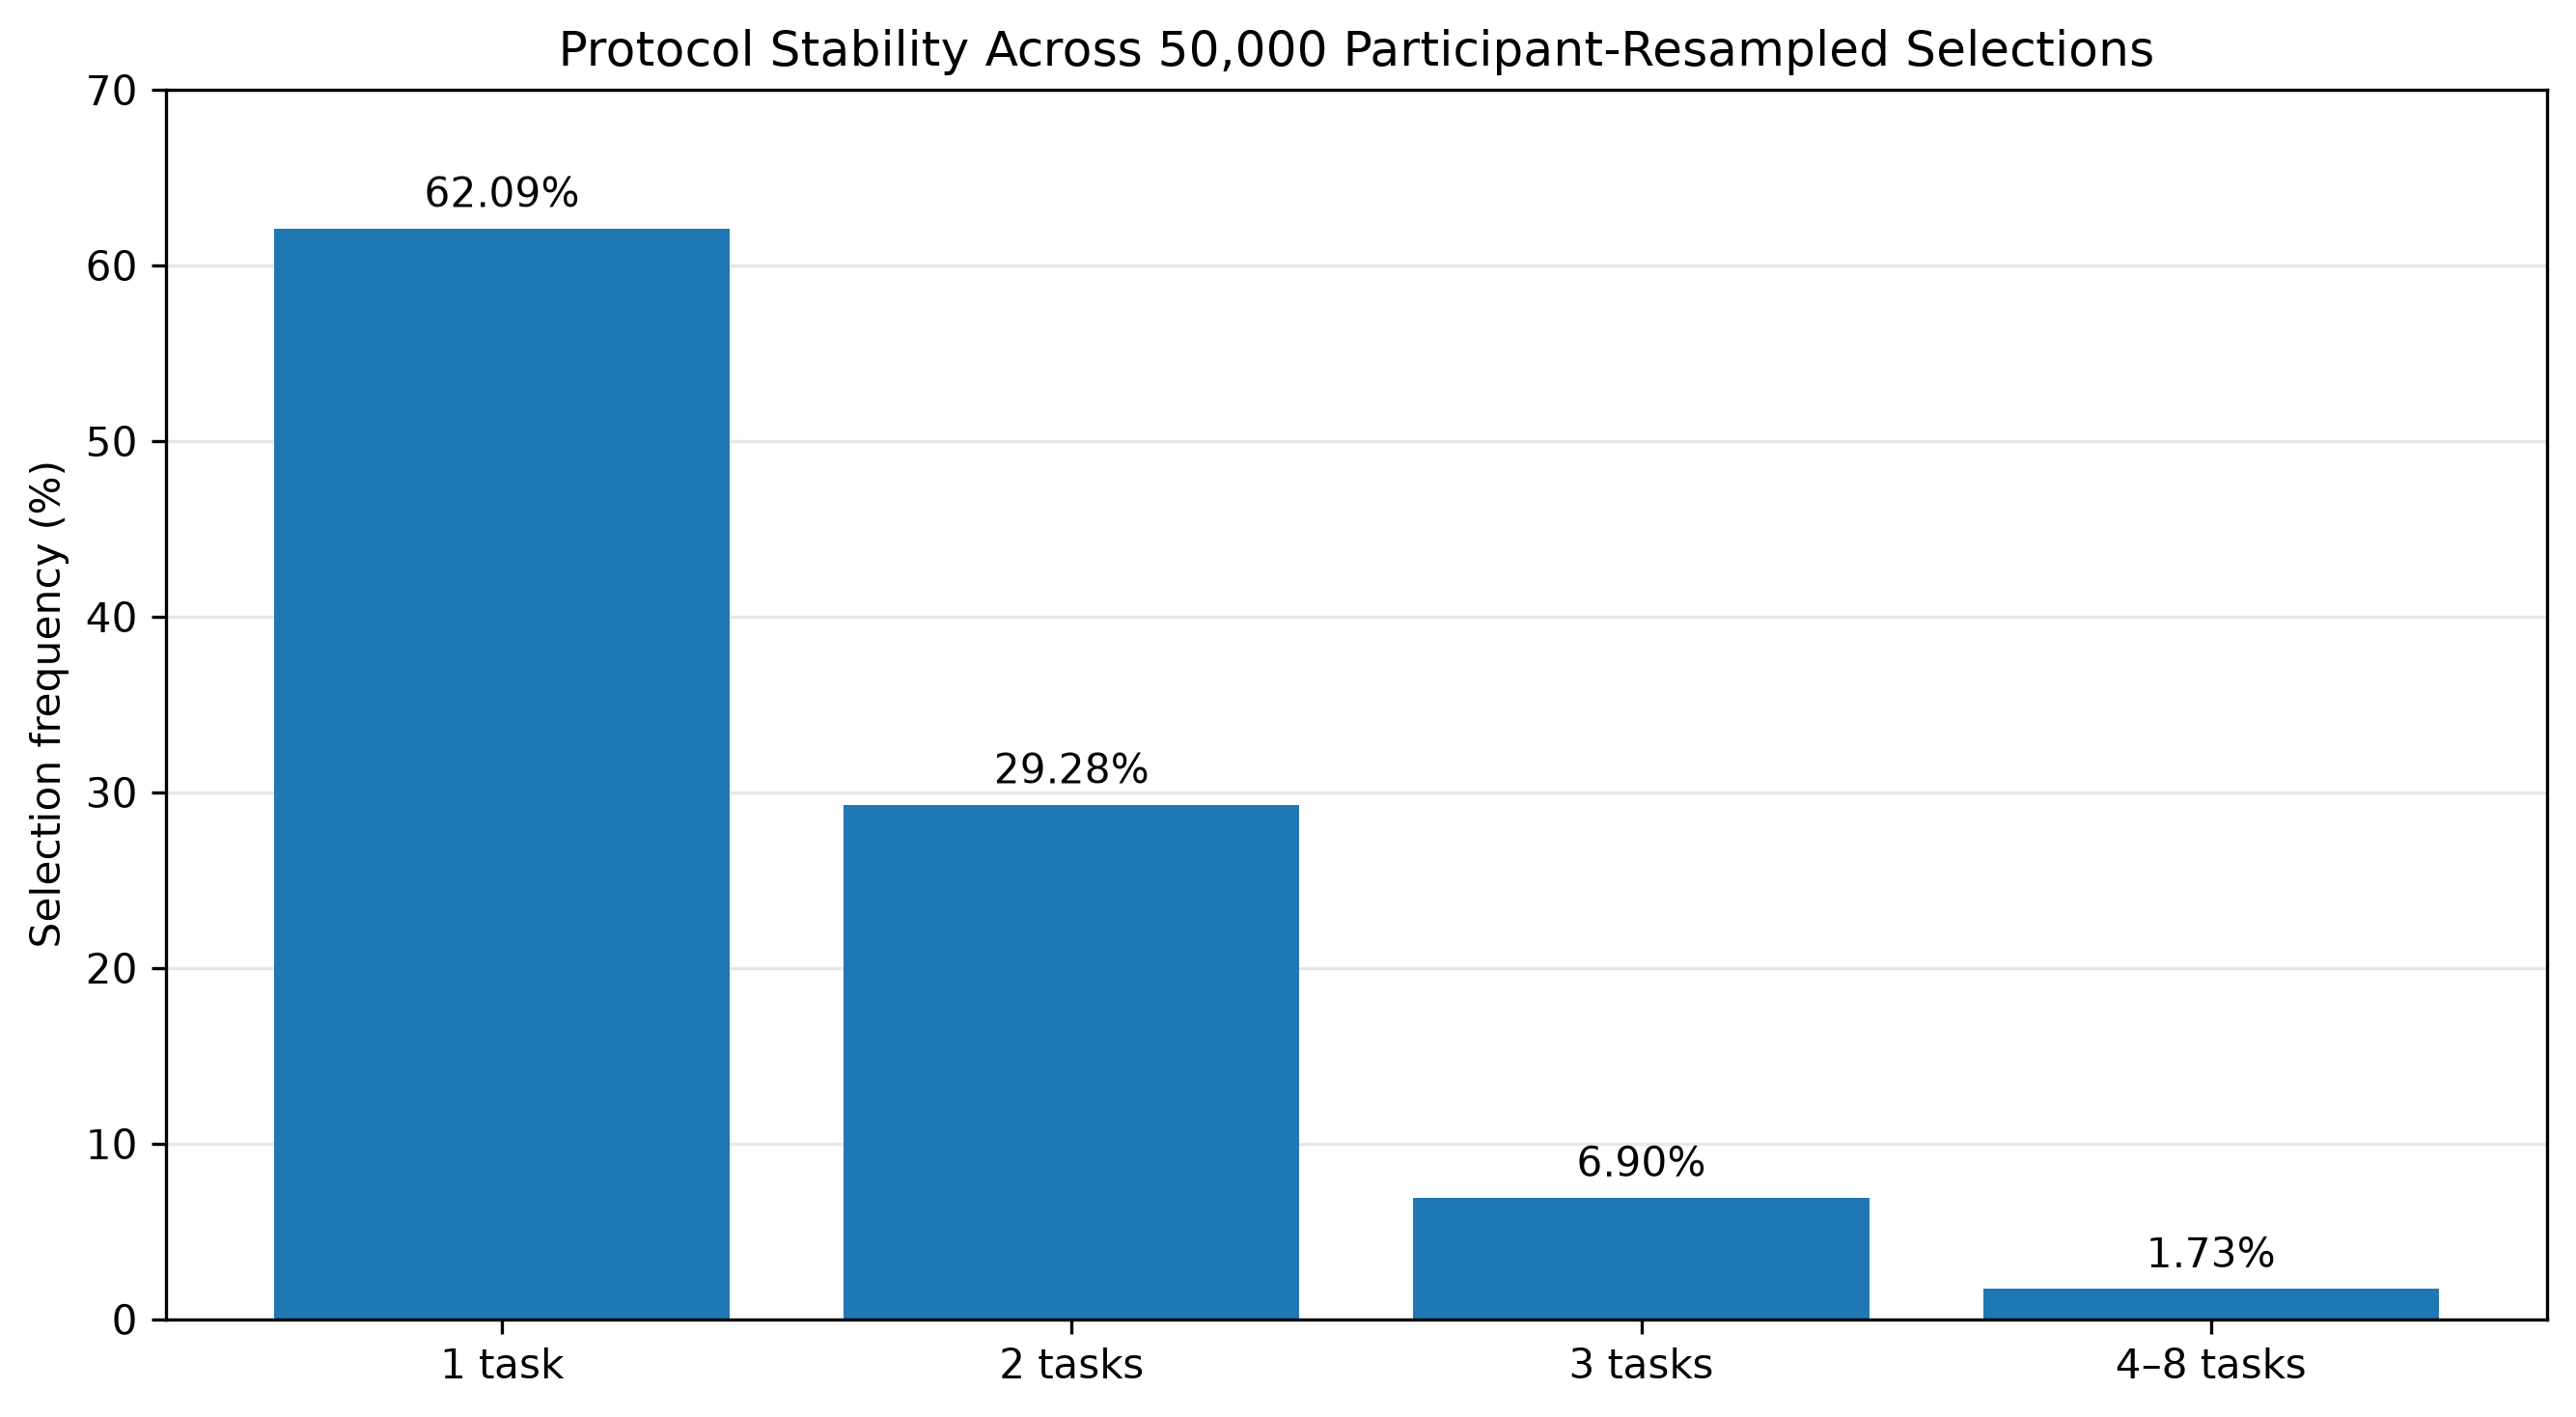 Protocol Stability Across 50,000 Participant-Resampled Selections
Selection frequency (%)
70
60
50
40
30
20
10
0
62.09%
29.28%
6.90%
1.73%
1 task
2 tasks
3 tasks
4–8 tasks